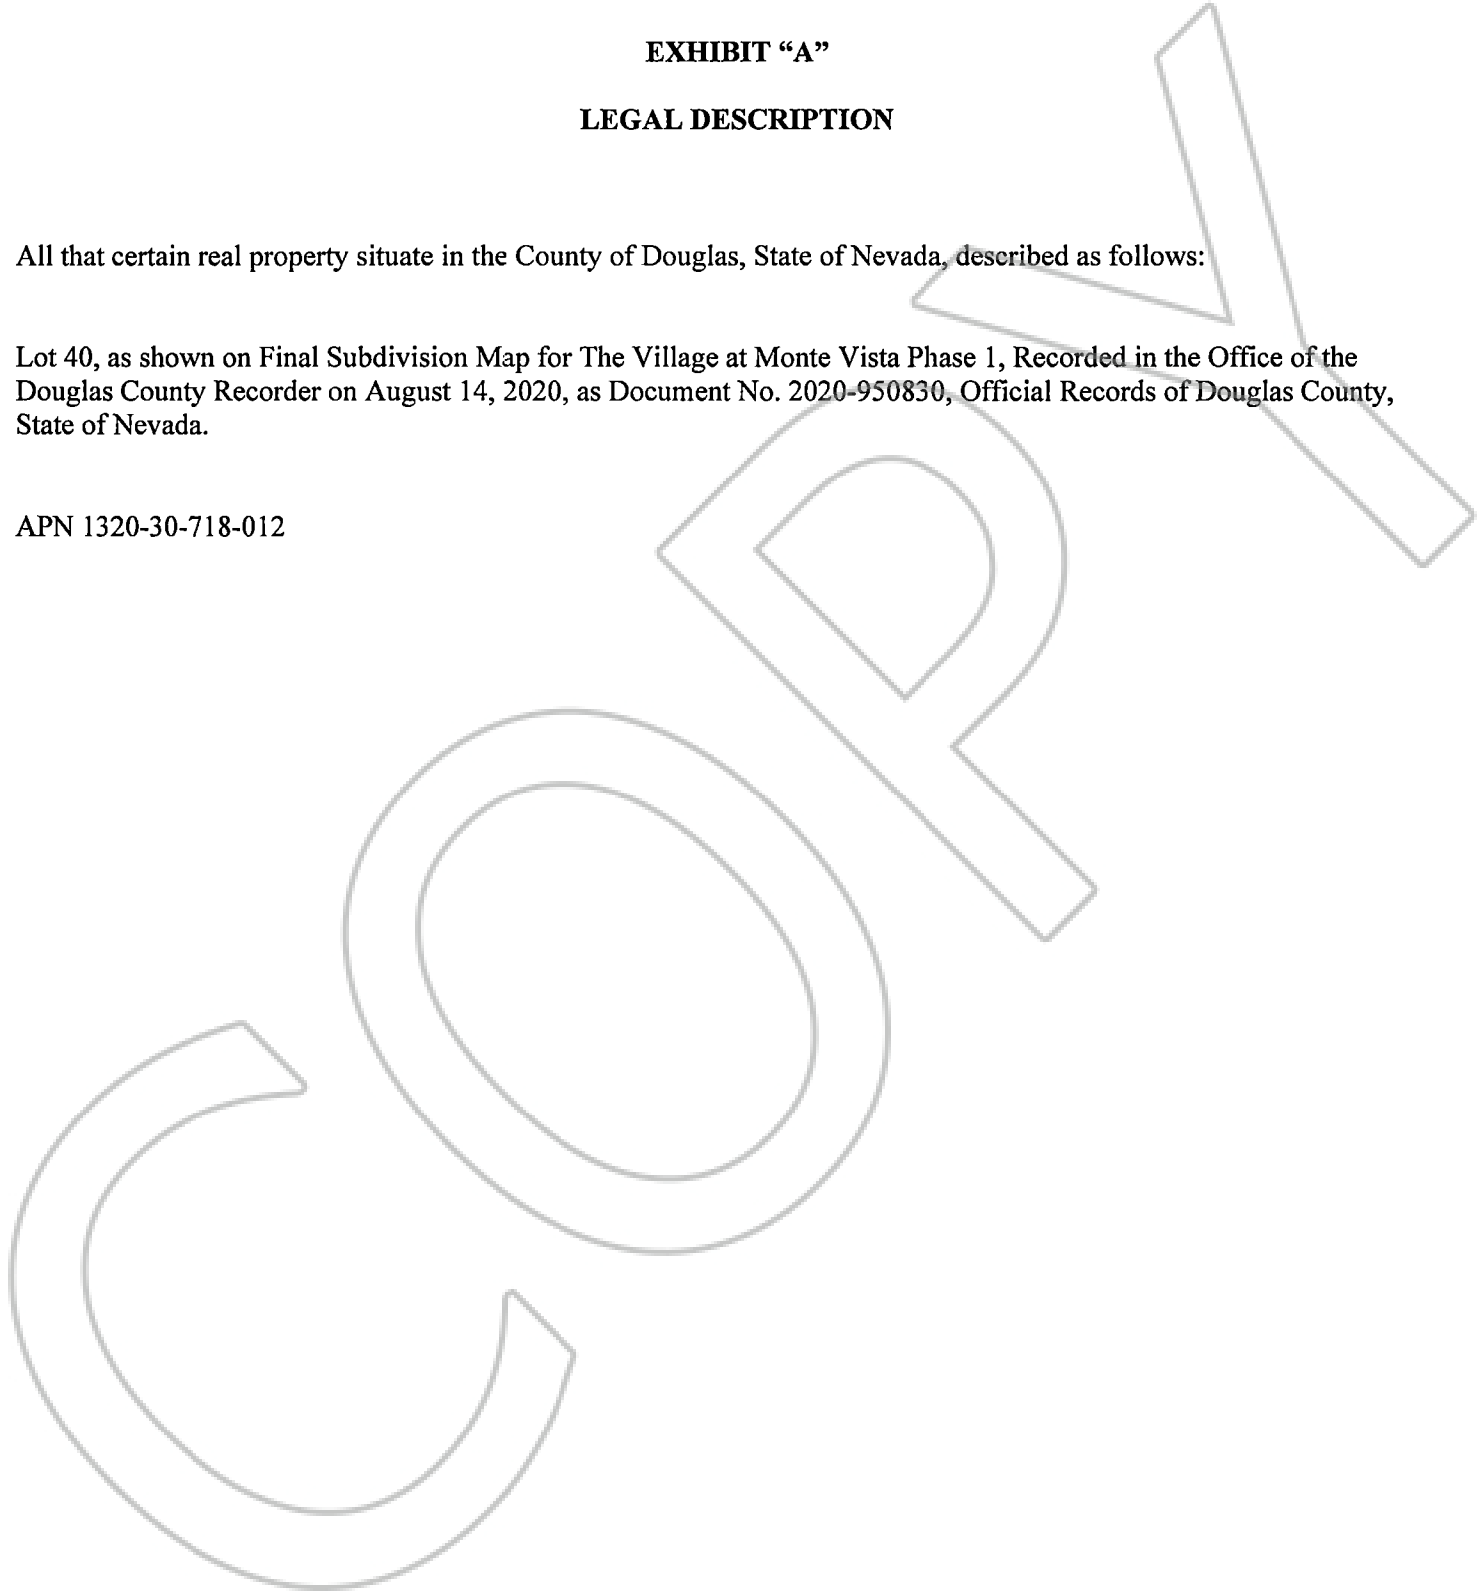 EXHIBIT “A”
LEGAL DESCRIPTION
All that certain real property situate in the County of Douglas, State of Nevada, described as follows:
Lot 40, as shown on Final Subdivision Map for The Village at Monte Vista Phase 1, Recorded in the Office of the
Douglas County Recorder on August 14, 2020, as Document No. 2020-950830, Official Records of Douglas County,
State of Nevada.
APN 1320-30-718-012
COPY